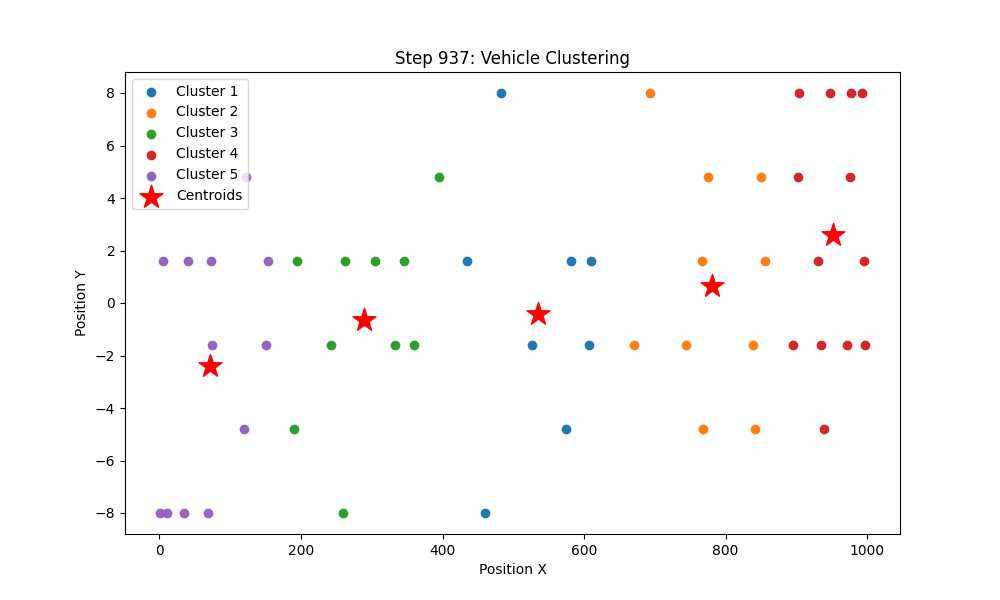 Step 937: Vehicle Clustering
Cluster 1
Cluster 2
Cluster 3
Cluster 4
Cluster 5
Centroids
8
6
4
2
0
−2
−4
−6
−8
Position Y
0 200 400 600 800 1000
Position X